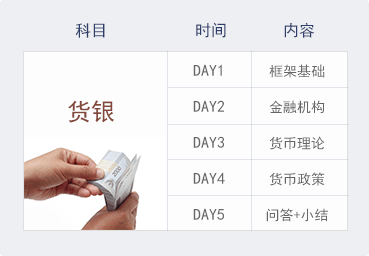 科目 时间 内容
货银
DAY1 框架基础
DAY2 金融机构
DAY3 货币理论
DAY4 货币政策
DAY5 问答+小结